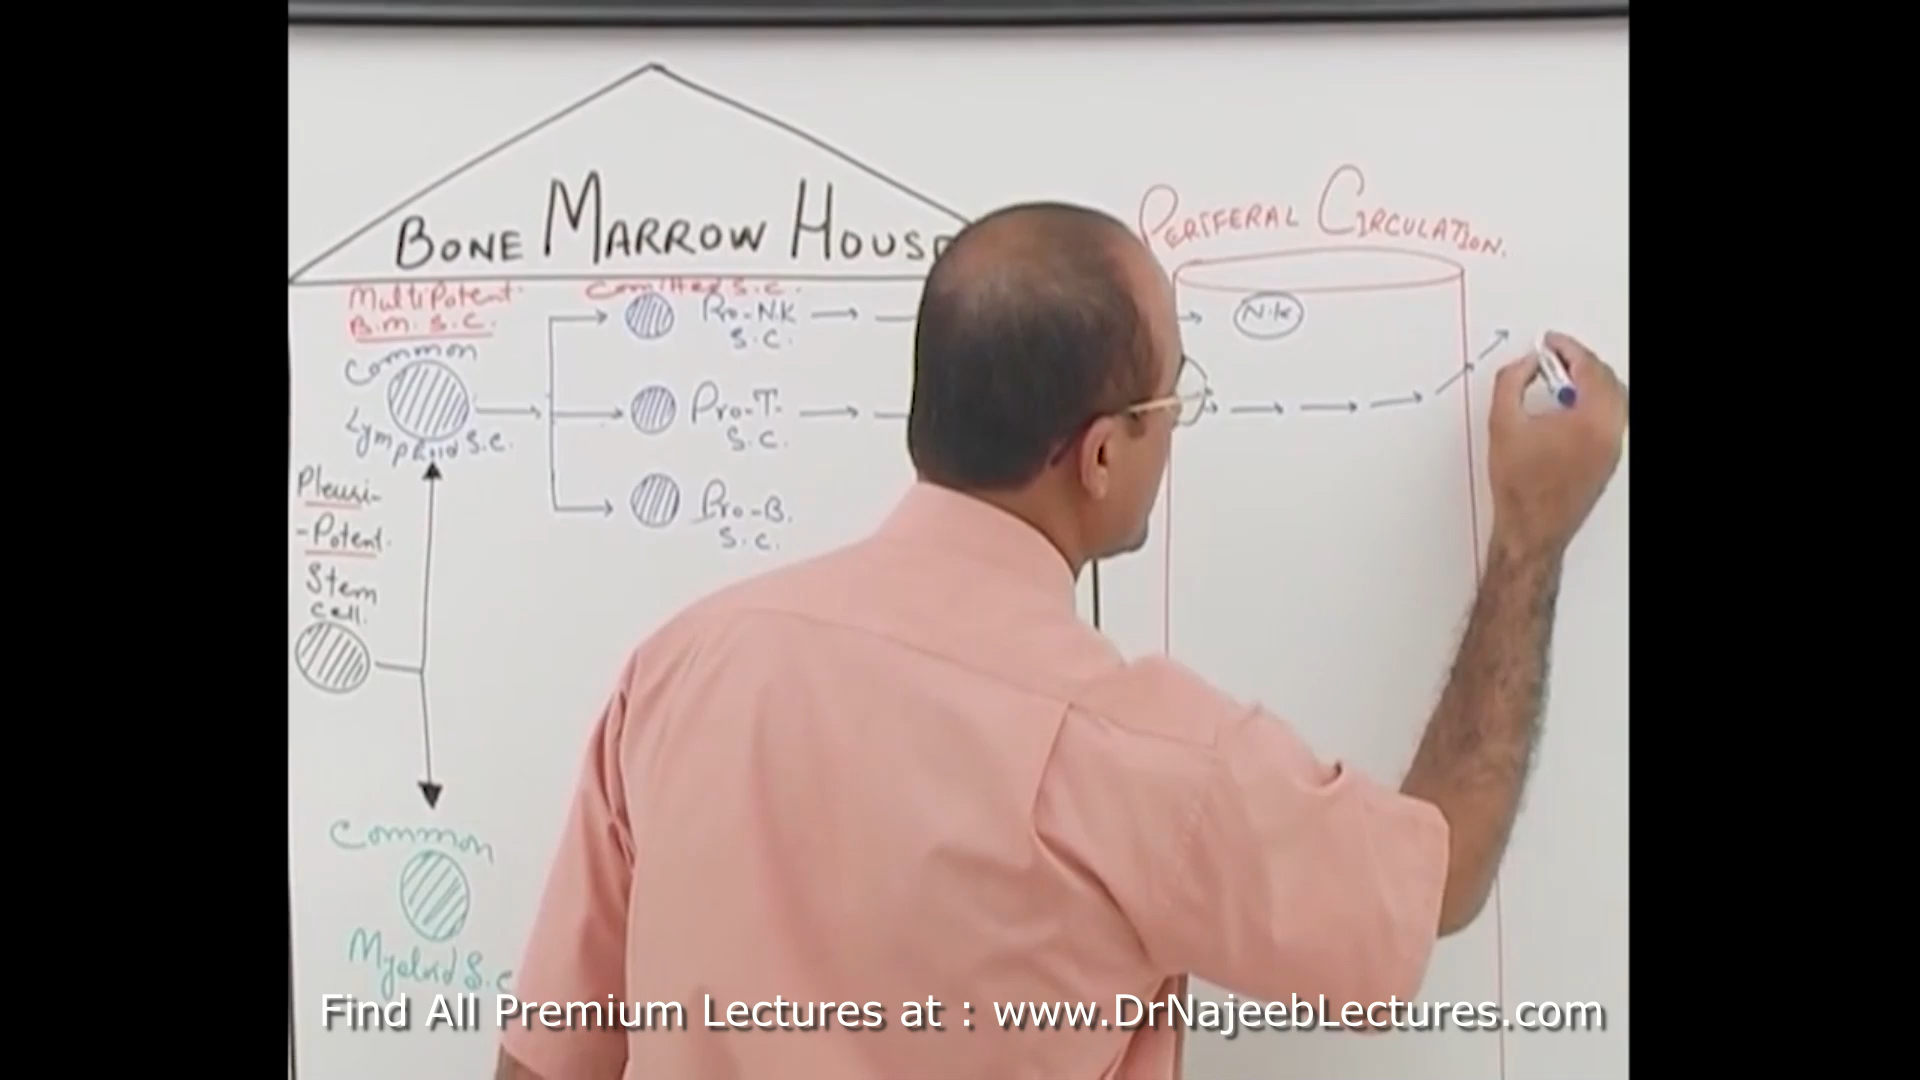 BONE MARROW HOUSE
PERIFERAL CIRCULATION.
MultiPotent
B.M. S.C.
Comitted S.C.
Common
Lymphoid S.C.
Pro-N.K
S.C.
Pro-T.
S.C.
Pro-B.
S.C.
N.K
Pleuri-
-Potent.
Stem
cell.
Common
Myeloid S.C
Find All Premium Lectures at : www.DrNajeebLectures.com